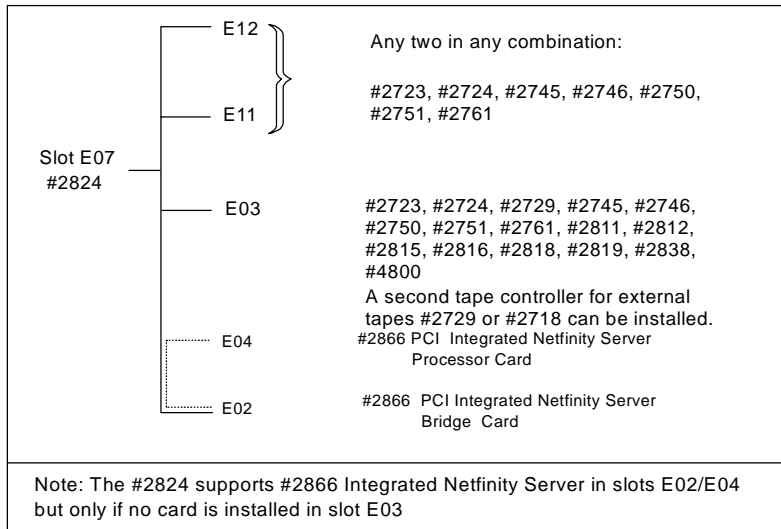 E12
Any two in any combination:
#2723, #2724, #2745, #2746, #2750,
#2751, #2761
E11
Slot E07
#2824
E03
#2723, #2724, #2729, #2745, #2746,
#2750, #2751, #2761, #2811, #2812,
#2815, #2816, #2818, #2819, #2838,
#4800
A second tape controller for external
tapes #2729 or #2718 can be installed.
E04
#2866 PCI Integrated Netfinity Server
Processor Card
E02
#2866 PCI Integrated Netfinity Server
Bridge Card
Note: The #2824 supports #2866 Integrated Netfinity Server in slots E02/E04
but only if no card is installed in slot E03